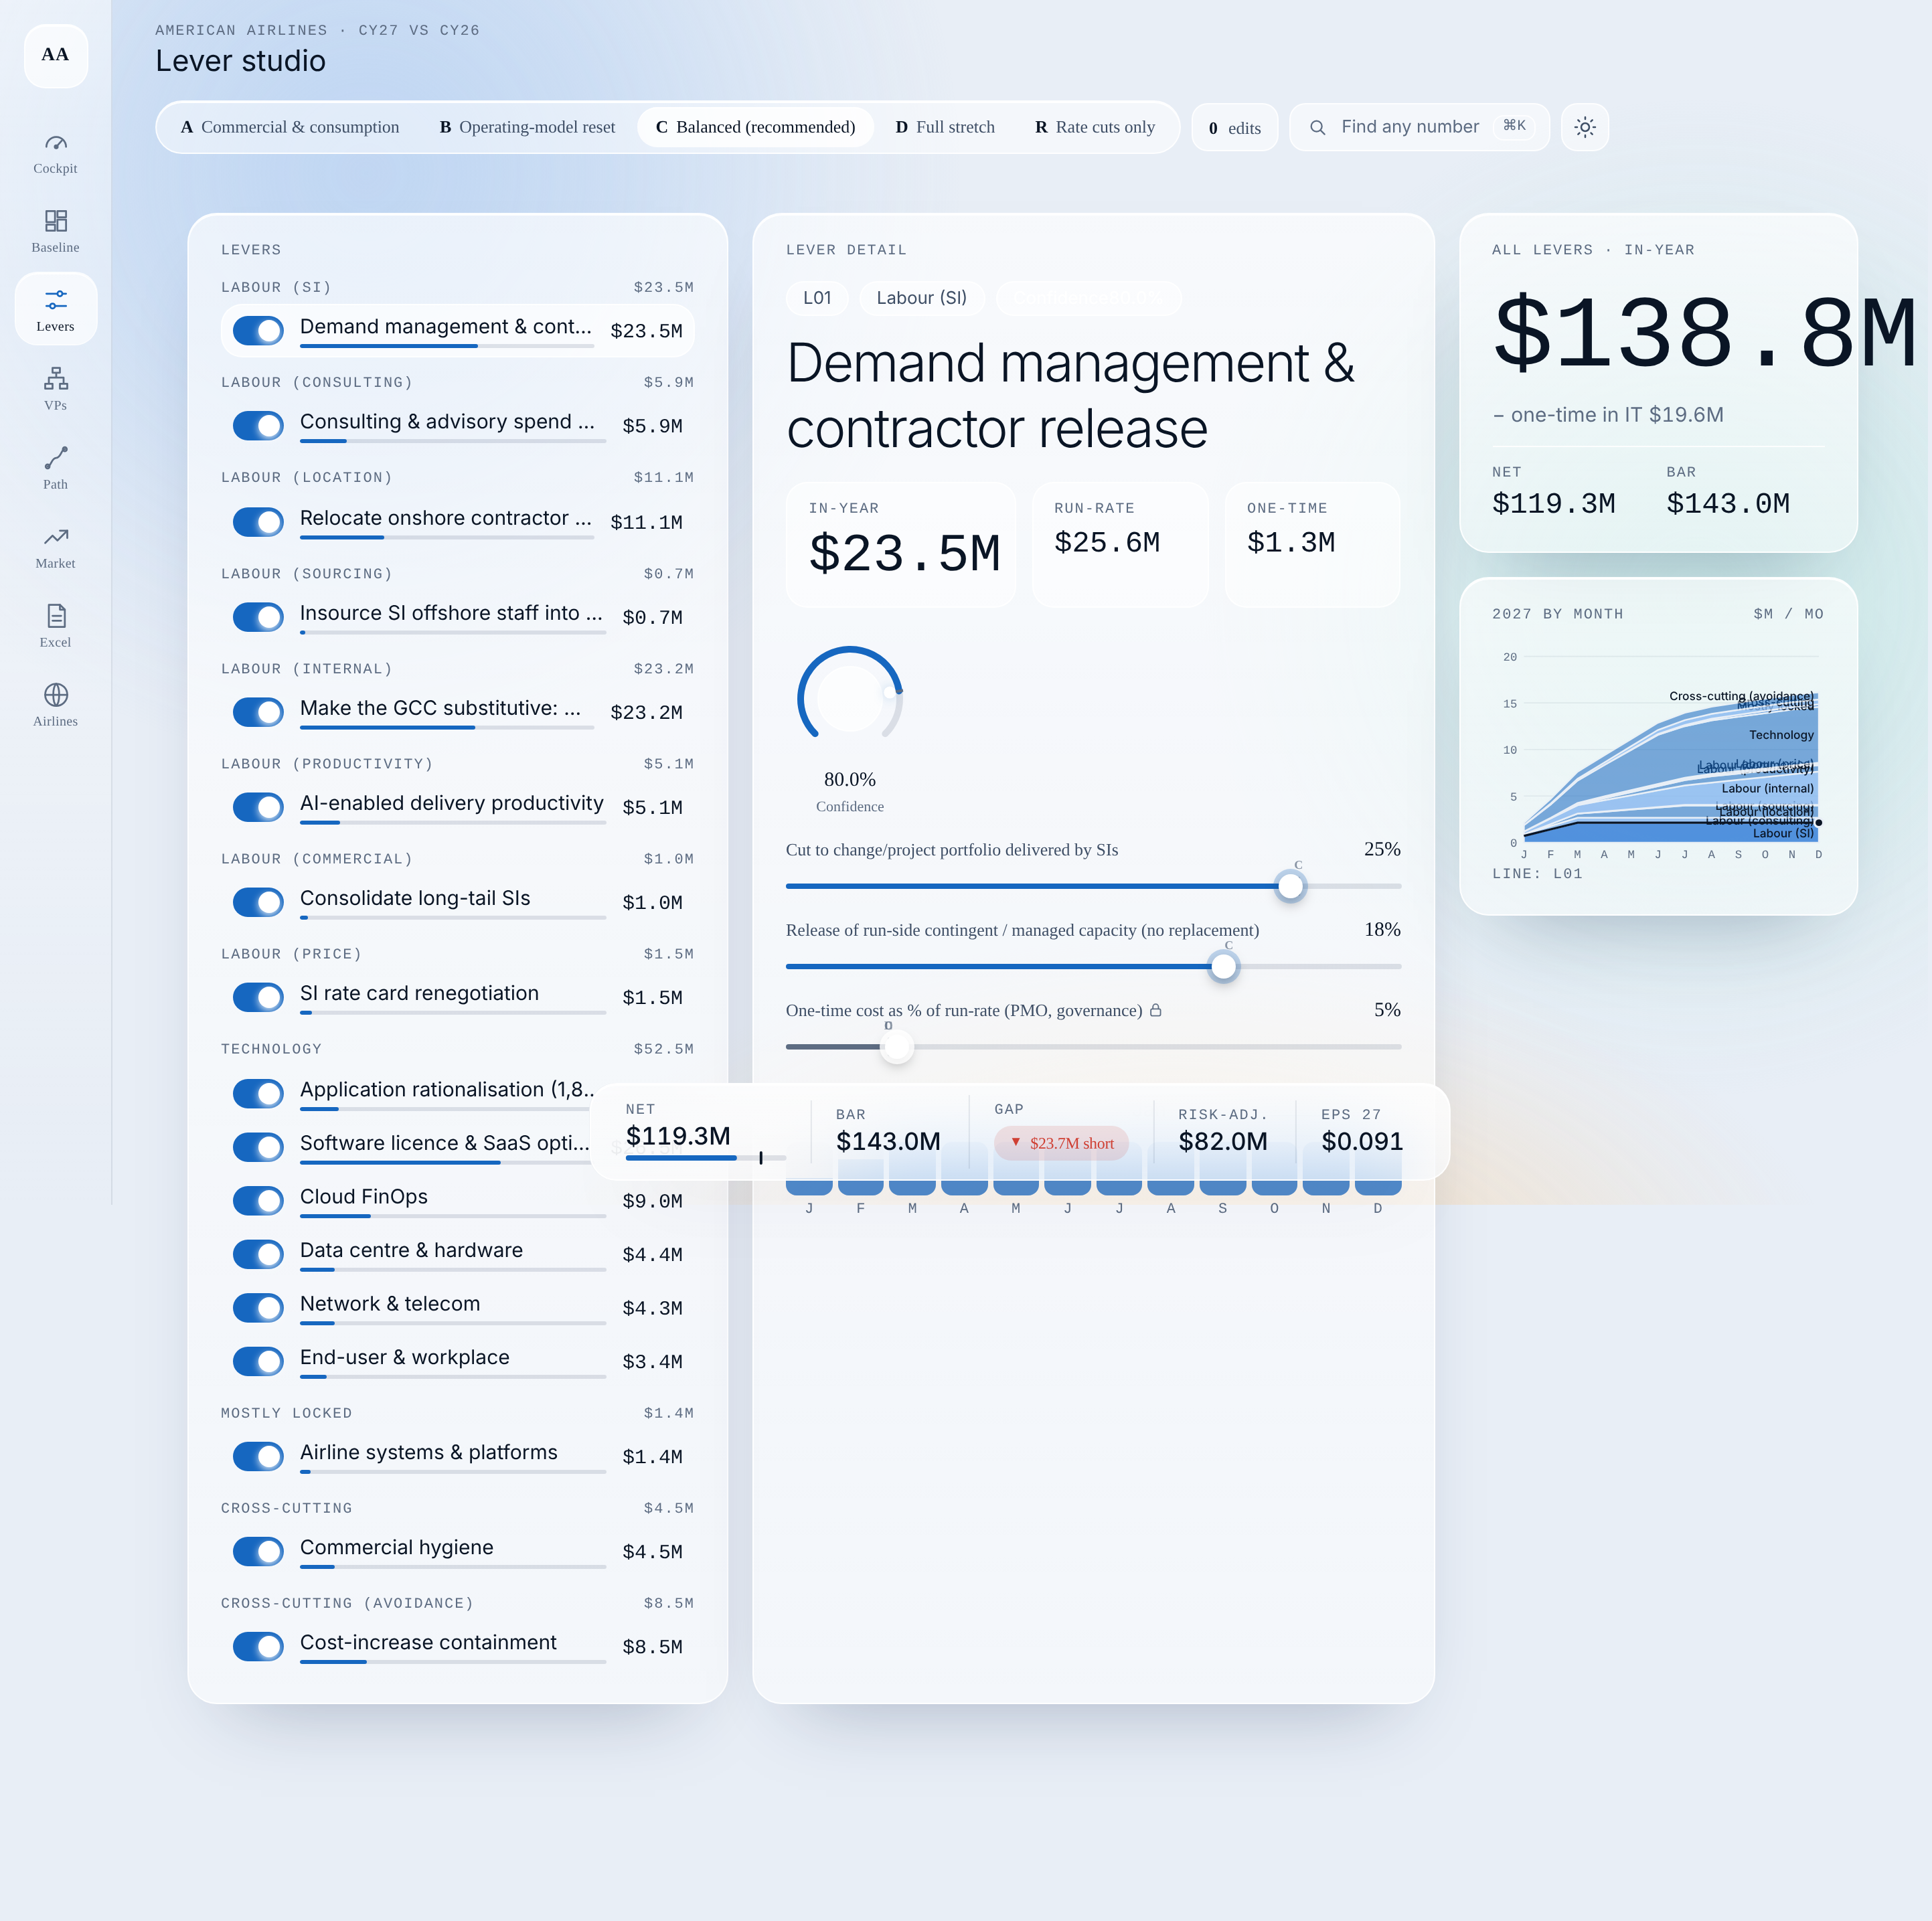 AA
Cockpit
Baseline
Levers
VPs
Path
Market
Excel
Airlines
AMERICAN AIRLINES · CY27 VS CY26
Lever studio
A Commercial & consumption
B Operating-model reset
C Balanced (recommended)
D Full stretch
R Rate cuts only
0 edits
Find any number ⌘K
LEVERS
LABOUR (SI) $23.5M
Demand management & cont... $23.5M
LABOUR (CONSULTING) $5.9M
Consulting & advisory spend ... $5.9M
LABOUR (LOCATION) $11.1M
Relocate onshore contractor ... $11.1M
LABOUR (SOURCING) $0.7M
Insource SI offshore staff into ... $0.7M
LABOUR (INTERNAL) $23.2M
Make the GCC substitutive: ... $23.2M
LABOUR (PRODUCTIVITY) $5.1M
AI-enabled delivery productivity $5.1M
LABOUR (COMMERCIAL) $1.0M
Consolidate long-tail SIs $1.0M
LABOUR (PRICE) $1.5M
SI rate card renegotiation $1.5M
TECHNOLOGY $52.5M
Application rationalisation (1,8..
Software licence & SaaS opti...
Cloud FinOps $9.0M
Data centre & hardware $4.4M
Network & telecom $4.3M
End-user & workplace $3.4M
MOSTLY LOCKED $1.4M
Airline systems & platforms $1.4M
CROSS-CUTTING $4.5M
Commercial hygiene $4.5M
CROSS-CUTTING (AVOIDANCE) $8.5M
Cost-increase containment $8.5M
LEVER DETAIL
L01 Labour (SI)
Demand management &
contractor release
IN-YEAR
$23.5M
RUN-RATE
$25.6M
ONE-TIME
$1.3M
80.0%
Confidence
Cut to change/project portfolio delivered by SIs 25%
C
Release of run-side contingent / managed capacity (no replacement) 18%
C
One-time cost as % of run-rate (PMO, governance) 5%
NET
$119.3M
BAR
$143.0M
GAP
▼ $23.7M short
RISK-ADJ.
$82.0M
EPS 27
$0.091
J F M A M J J A S O N D
ALL LEVERS · IN-YEAR
$138.8M
− one-time in IT $19.6M
NET
$119.3M
BAR
$143.0M
2027 BY MONTH $M / MO
20
15
10
5
0
Cross-cutting (avoidance)
Technology
Labour (internal)
Labour (location)
Labour (consulting)
Labour (SI)
J F M A M J J A S O N D
LINE: L01